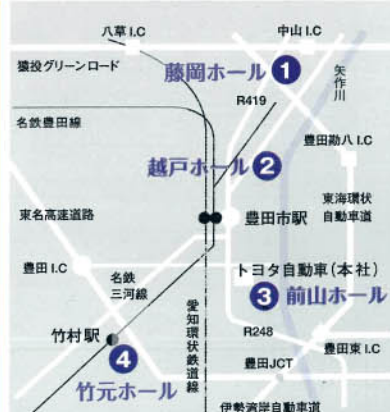 八草 I.C
中山 I.C
猿投グリーンロード
藤岡ホール 1
矢作川
R419
名鉄豊田線
豊田勘八 I.C
越戸ホール 2
東名高速道路
豊田市駅
東海環状
自動車道
豊田 I.C
名鉄
三河線
トヨタ自動車(本社)
3 前山ホール
愛知環状鉄道線
竹村駅
R248
4
豊田東 I.C
竹元ホール
豊田JCT
伊勢湾岸自動車道